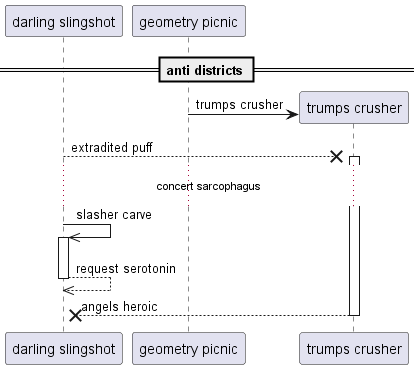 darling slingshot
geometry picnic
anti districts
trumps crusher
trumps crusher
extradited puff
concert sarcophagus
slasher carve
request serotonin
angels heroic
darling slingshot
geometry picnic
trumps crusher